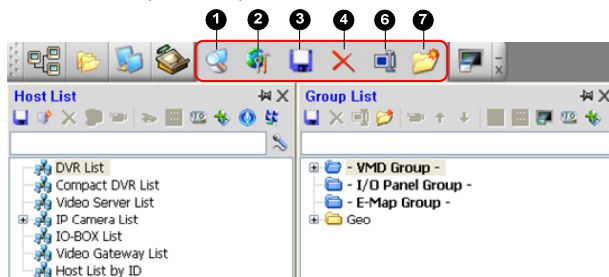 1 2 3 4 6 7
Host List
DVR List
Compact DVR List
Video Server List
IP Camera List
IO-BOX List
Video Gateway List
Host List by ID
Group List
- VMD Group -
- I/O Panel Group -
- E-Map Group -
Geo